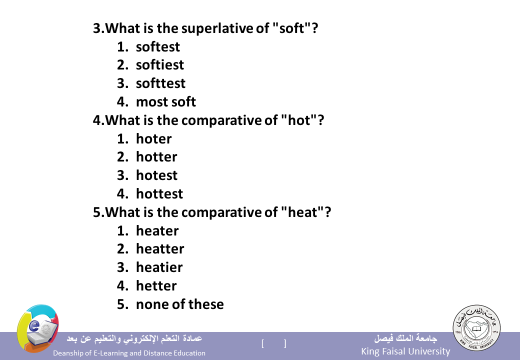 3.What is the superlative of "soft"?
1. softest
2. softiest
3. softtest
4. most soft
4.What is the comparative of "hot"?
1. hoter
2. hotter
3. hotest
4. hottest
5.What is the comparative of "heat"?
1. heater
2. heatter
3. heatier
4. hetter
5. none of these
عمادة التعلم الإلكتروني والتعليم عن بعد
Deanship of E-Learning and Distance Education
[ ]
جامعة الملك فيصل
King Faisal University